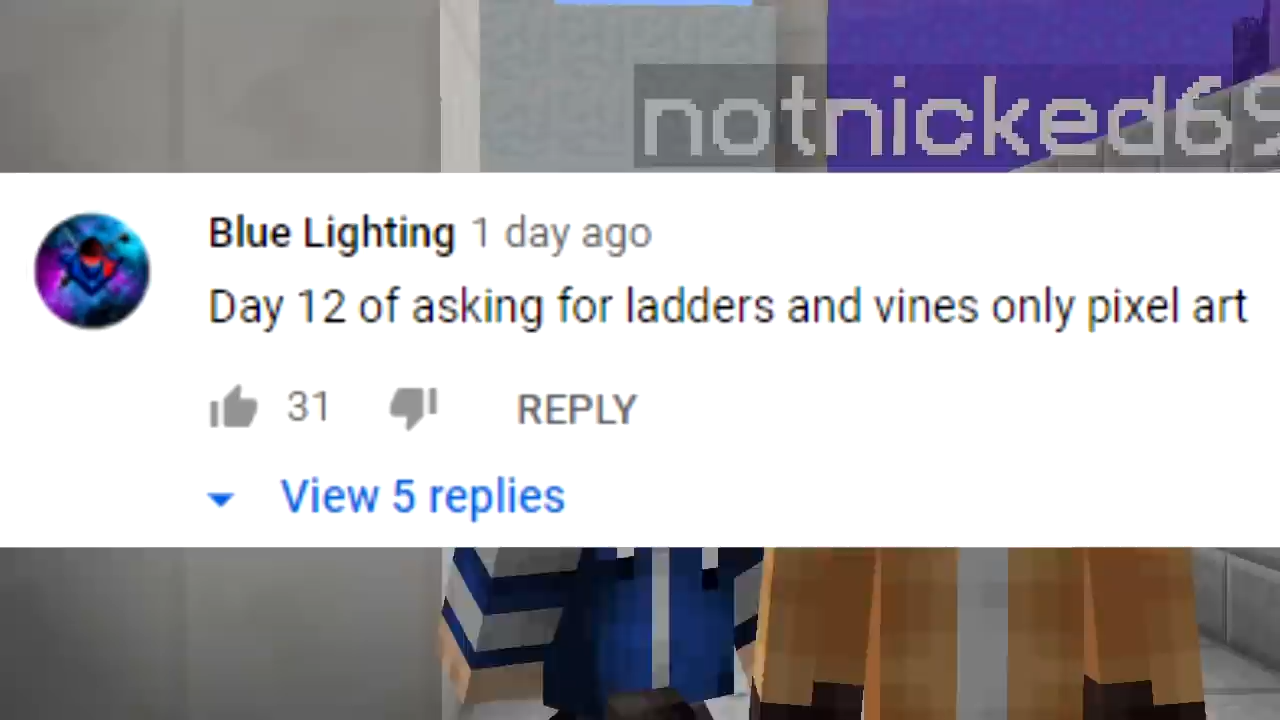 notnicked69
Blue Lighting 1 day ago
Day 12 of asking for ladders and vines only pixel art
31 REPLY
View 5 replies